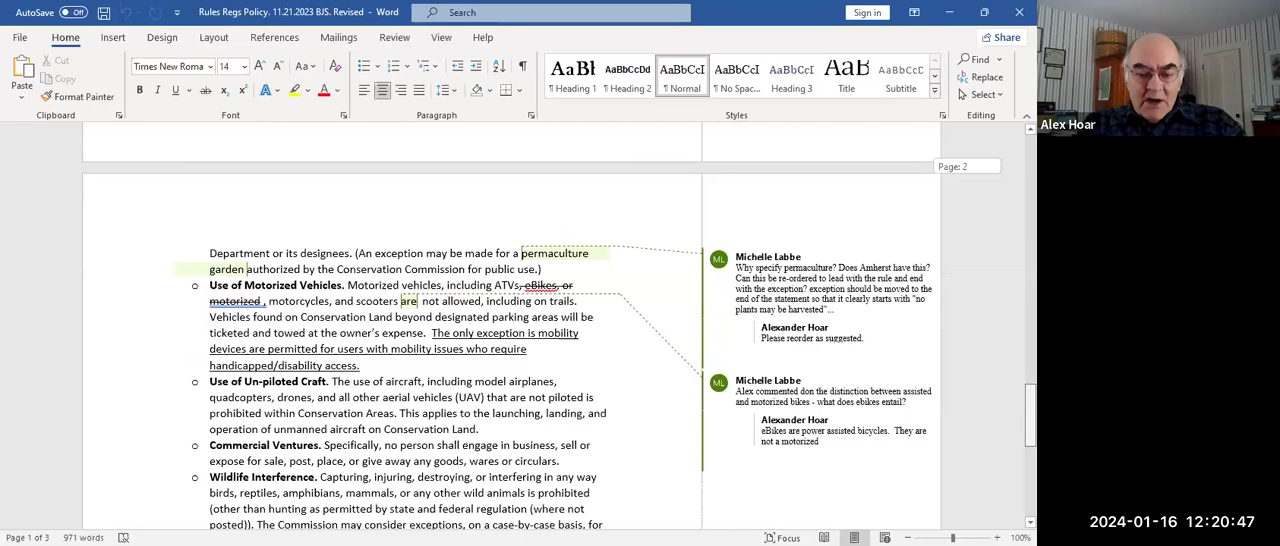 AutoSave Off Rules Regs Policy. 11.21.2023 BJS. Revised - Word Search Sign in
File Home Insert Design Layout References Mailings Review View Help Share
Paste Cut Copy Format Painter
Times New Roma 14
AaBl AaBbCcDd AaBbCcI AaBbCcI AaBbCcI AaB AaBbCcD
¶ Heading 1 ¶ Heading 2 ¶ Normal ¶ No Spac... Heading 3 Title Subtitle
Find
Replace
Select
Clipboard Font Paragraph Styles Editing
Alex Hoar
Page: 2
Department or its designees. (An exception may be made for a permaculture
garden authorized by the Conservation Commission for public use.)
o Use of Motorized Vehicles. Motorized vehicles, including ATVs, eBikes, or
motorized , motorcycles, and scooters are not allowed, including on trails.
Vehicles found on Conservation Land beyond designated parking areas will be
ticketed and towed at the owner's expense. The only exception is mobility
devices are permitted for users with mobility issues who require
handicapped/disability access.
o Use of Un-piloted Craft. The use of aircraft, including model airplanes,
quadcopters, drones, and all other aerial vehicles (UAV) that are not piloted is
prohibited within Conservation Areas. This applies to the launching, landing, and
operation of unmanned aircraft on Conservation Land.
o Commercial Ventures. Specifically, no person shall engage in business, sell or
expose for sale, post, place, or give away any goods, wares or circulars.
o Wildlife Interference. Capturing, injuring, destroying, or interfering in any way
birds, reptiles, amphibians, mammals, or any other wild animals is prohibited
(other than hunting as permitted by state and federal regulation (where not
posted)). The Commission may consider exceptions, on a case-by-case basis, for
ML Michelle Labbe
Why specify permaculture? Does Amherst have this?
Can this be re-ordered to lead with the rule and end
with the exception? exception should be moved to the
end of the statement so that it clearly starts with "no
plants may be harvested"...
Alexander Hoar
Please reorder as suggested.
ML Michelle Labbe
Alex commented don the distinction between assisted
and motorized bikes - what does ebikes entail?
Alexander Hoar
eBikes are power assisted bicycles. They are
not a motorized
2024-01-16 12:20:47
Page 1 of 3 971 words Focus 100%